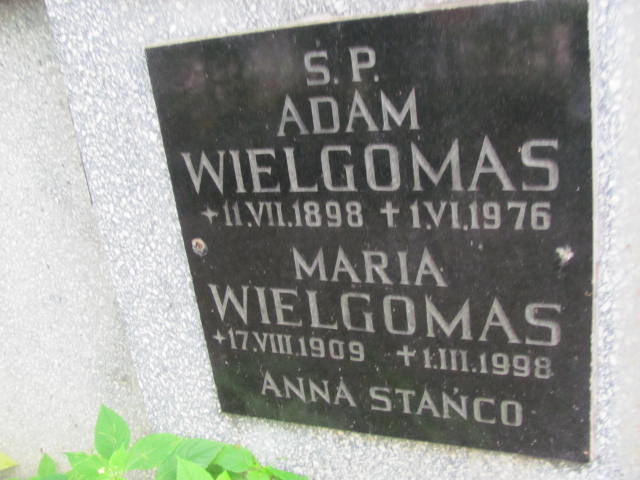 S.P.
ADAM
WIELGOMAS
+11.VII.1898 +1.VI.1976
MARIA
WIELGOMAS
+17.VIII.1909 +1.III.1998
ANNA STAŃCO